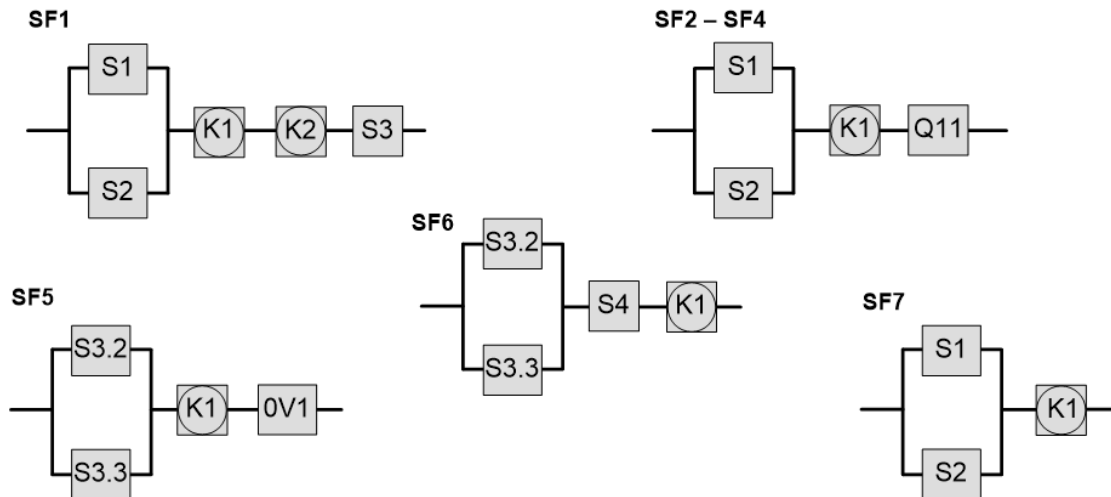 SF1
S1
S2
K1
K2
S3
SF2 – SF4
S1
S2
K1
Q11
SF6
S3.2
S3.3
S4
K1
SF5
S3.2
S3.3
K1
0V1
SF7
S1
S2
K1